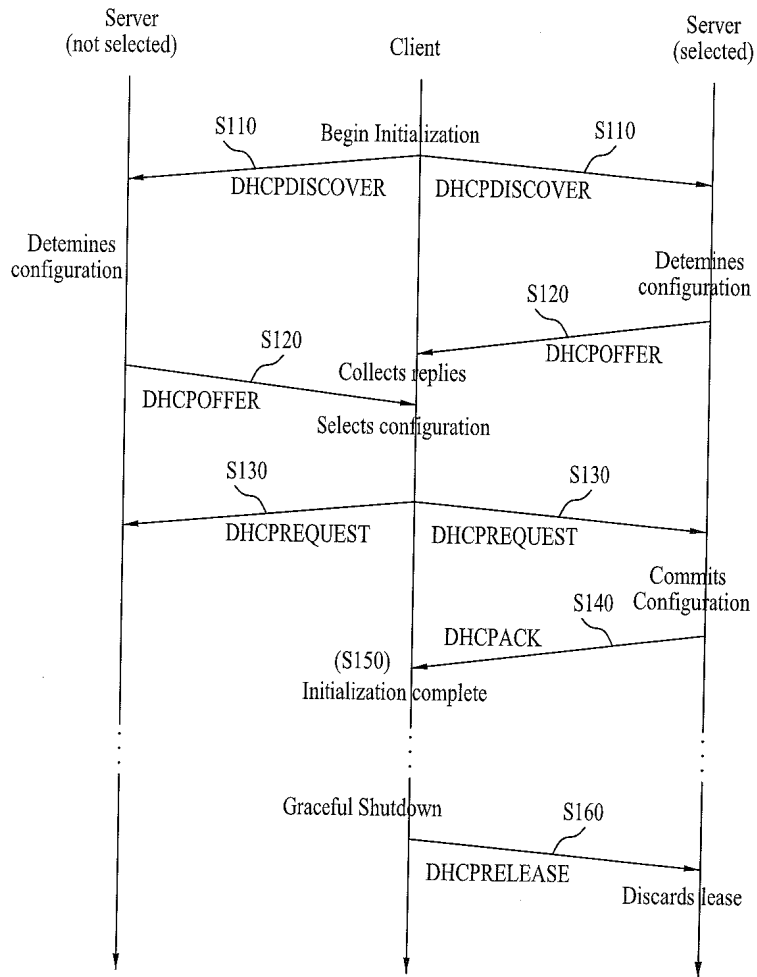 Server
(not selected)
Client
Server
(selected)
S110
Begin Initialization
S110
DHCPDISCOVER
DHCPDISCOVER
Detemines
configuration
Detemines
configuration
S120
DHCPOFFER
S120
Collects replies
DHCPOFFER
Selects configuration
S130
S130
DHCPREQUEST
DHCPREQUEST
Commits
Configuration
S140
DHCPACK
(S150)
Initialization complete
Graceful Shutdown
S160
DHCPRELEASE
Discards lease